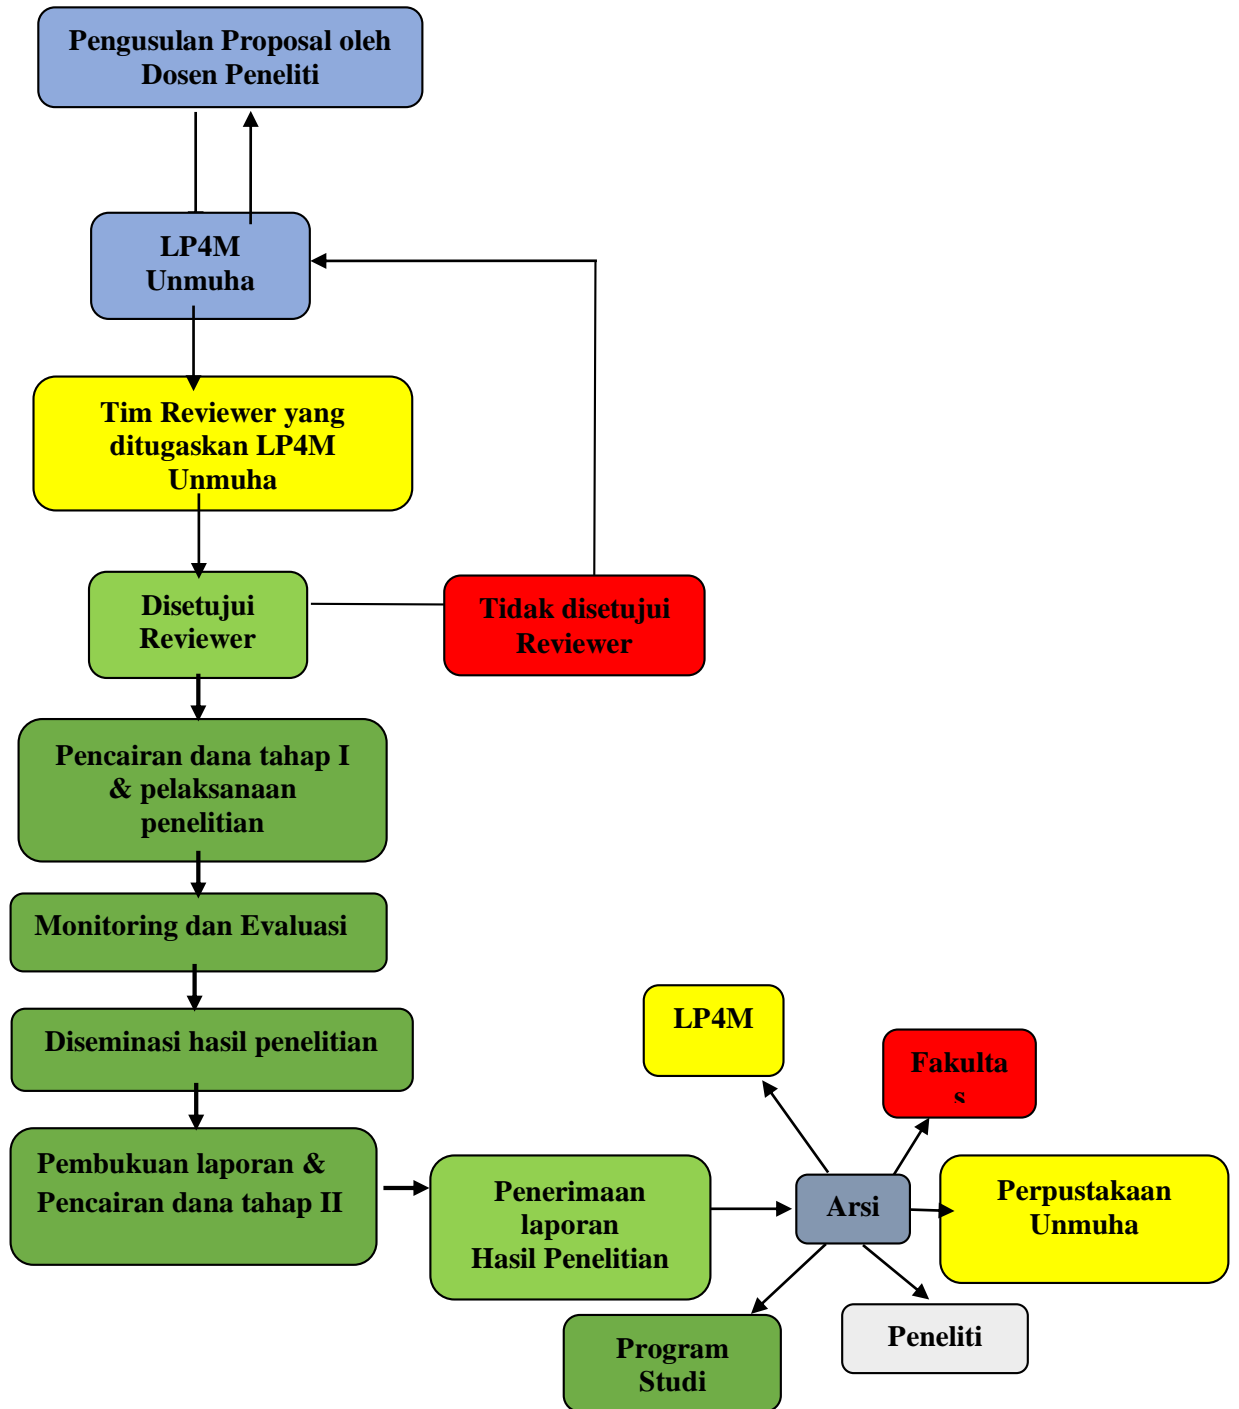 Pengusulan Proposal oleh
Dosen Peneliti
LP4M
Unmuha
Tim Reviewer yang
ditugaskan LP4M
Unmuha
Disetujui
Reviewer
Tidak disetujui
Reviewer
Pencairan dana tahap I
& pelaksanaan
penelitian
Monitoring dan Evaluasi
Diseminasi hasil penelitian
Pembukuan laporan &
Pencairan dana tahap II
Penerimaan
laporan
Hasil Penelitian
Arsi
LP4M
Fakulta
s
Perpustakaan
Unmuha
Peneliti
Program
Studi